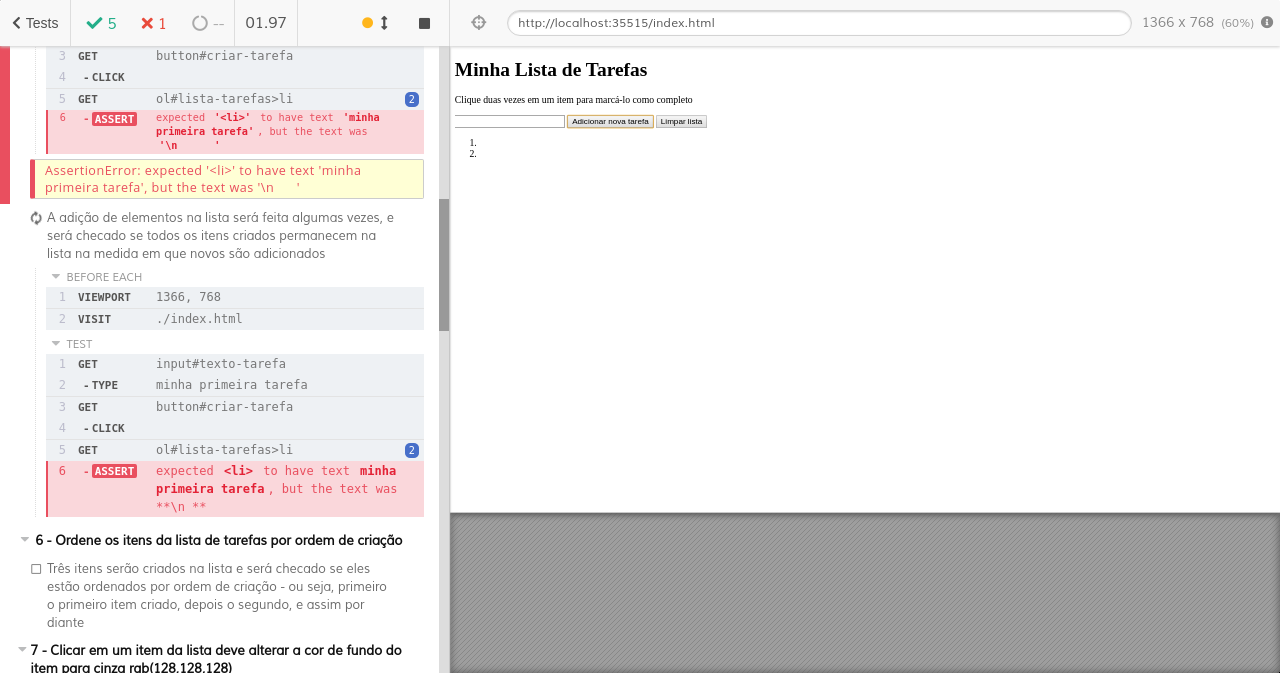 Tests
5
1
--
01.97
http://localhost:35515/index.html
1366 x 768 (60%)
3 GET button#criar-tarefa
4 -CLICK
5 GET ol#lista-tarefas>li 2
6 -ASSERT expected '<li>' to have text 'minha
primeira tarefa', but the text was
'\n '
AssertionError: expected '<li>' to have text 'minha
primeira tarefa', but the text was '\n '
A adição de elementos na lista será feita algumas vezes, e
será checado se todos os itens criados permanecem na
lista na medida em que novos são adicionados
BEFORE EACH
1 VIEWPORT 1366, 768
2 VISIT ./index.html
TEST
1 GET input#texto-tarefa
2 -TYPE minha primeira tarefa
3 GET button#criar-tarefa
4 -CLICK
5 GET ol#lista-tarefas>li 2
6 -ASSERT expected <li> to have text minha
primeira tarefa, but the text was
**\n **
6 - Ordene os itens da lista de tarefas por ordem de criação
Três itens serão criados na lista e será checado se eles
estão ordenados por ordem de criação - ou seja, primeiro
o primeiro item criado, depois o segundo, e assim por
diante
7 - Clicar em um item da lista deve alterar a cor de fundo do
item para cinza rgb(128,128,128)
Minha Lista de Tarefas
Clique duas vezes em um item para marcá-lo como completo
Adicionar nova tarefa Limpar lista
1.
2.